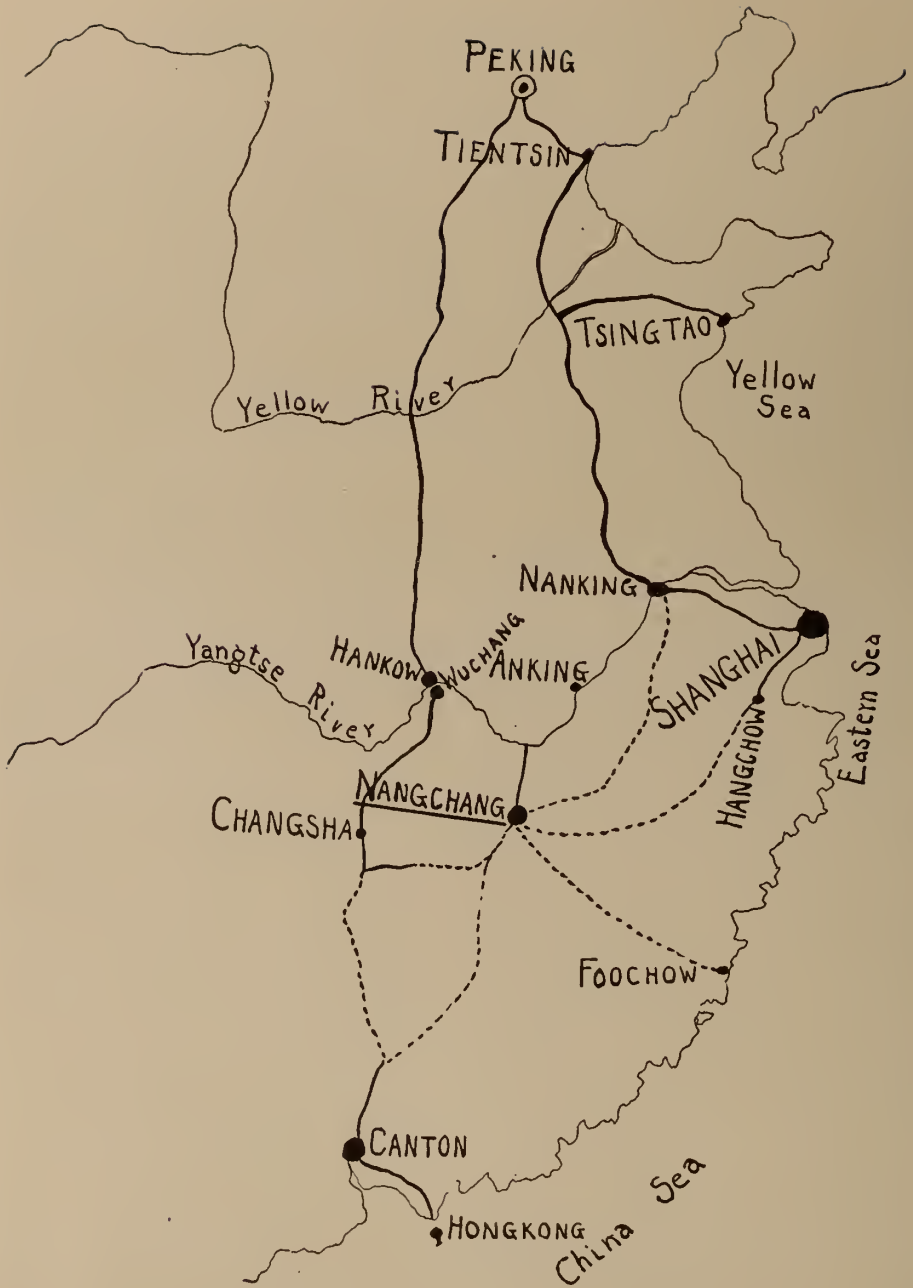 PEKING
TIENTSIN
TSINGTAO
Yellow
Sea
Yellow River
NANKING
HANKOW
WUCHANG
ANKING
SHANGHAI
Yangtse River
HANGCHOW
Eastern Sea
NANGCHANG
CHANGSHA
FOOCHOW
CANTON
HONGKONG
China Sea